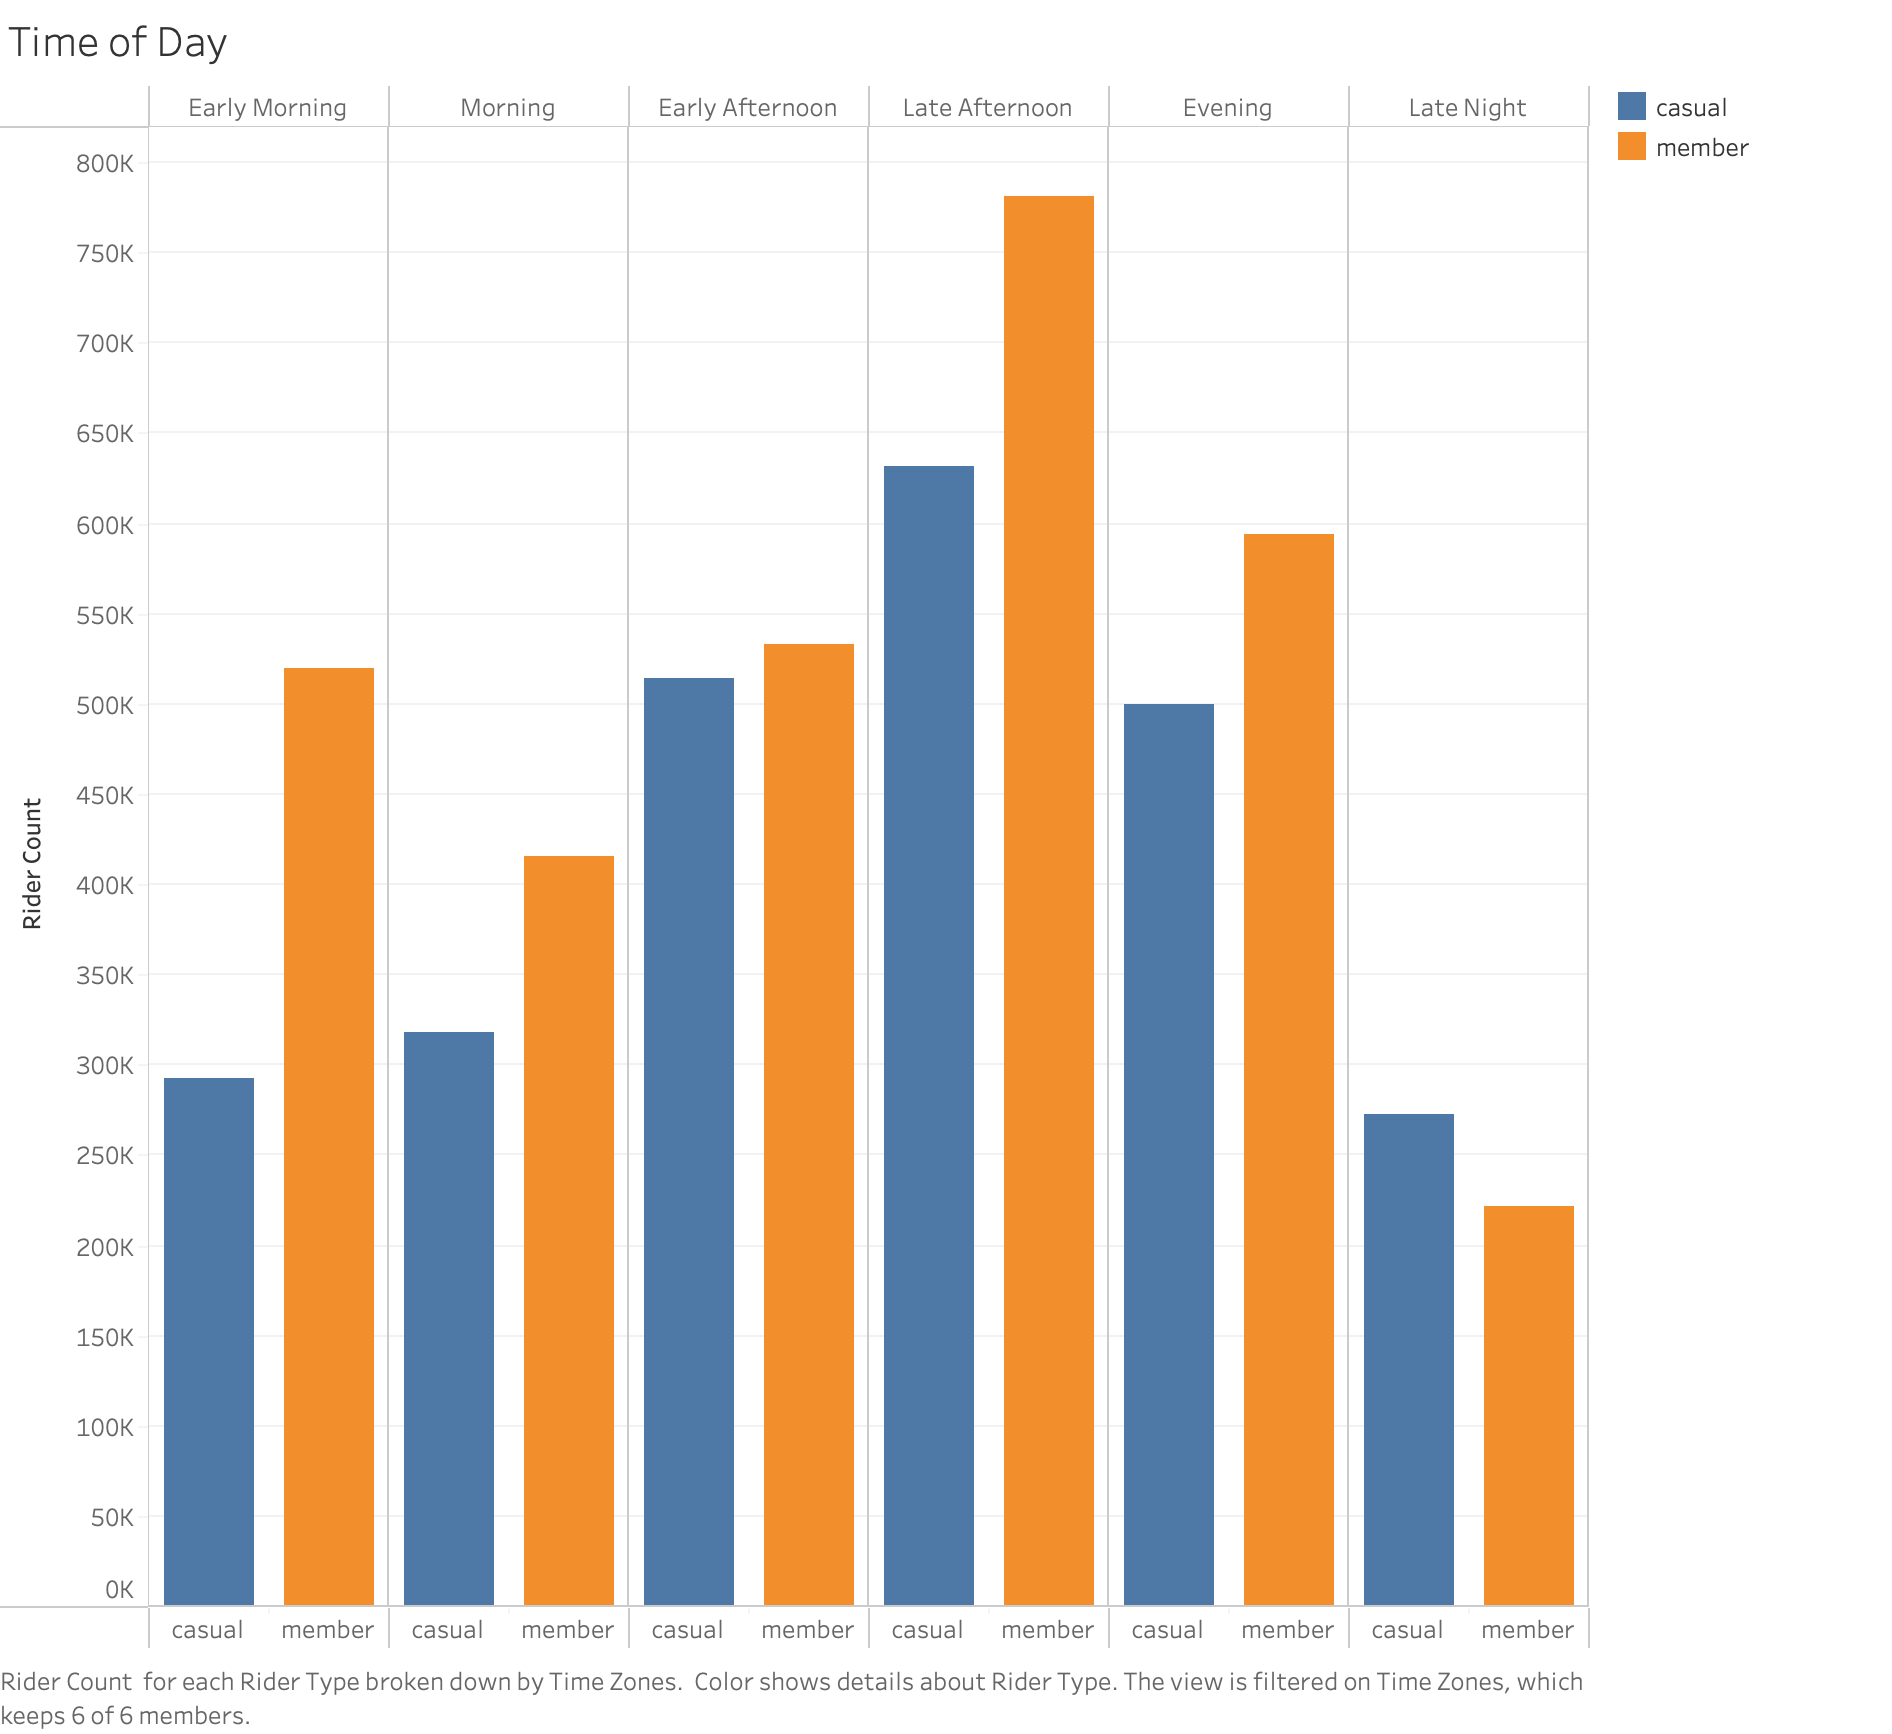 Time of Day
Early Morning Morning Early Afternoon Late Afternoon Evening Late Night
casual
member
800K
750K
700K
650K
600K
550K
500K
450K
400K
350K
300K
250K
200K
150K
100K
50K
0K
Rider Count
casual member casual member casual member casual member casual member casual member
Rider Count  for each Rider Type broken down by Time Zones.  Color shows details about Rider Type. The view is filtered on Time Zones, which
keeps 6 of 6 members.